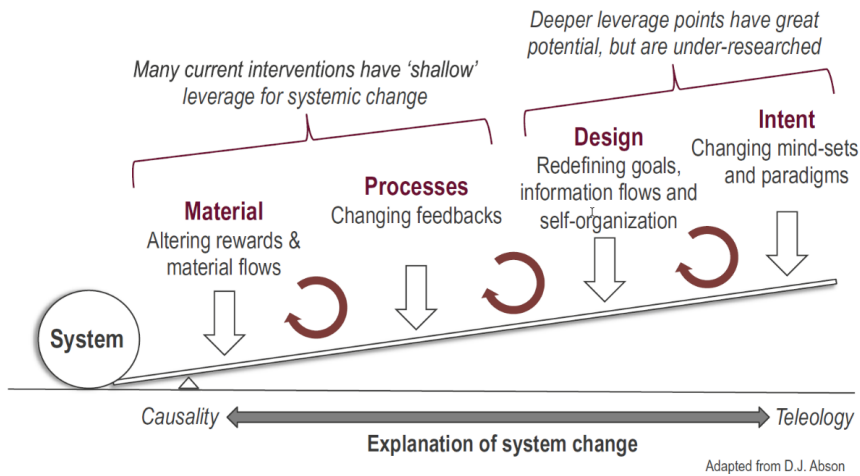 Deeper leverage points have great
potential, but are under-researched
Many current interventions have ‘shallow’
leverage for systemic change
Intent
Changing mind-sets
and paradigms
Design
Redefining goals,
information flows and
self-organization
Processes
Changing feedbacks
Material
Altering rewards &
material flows
System
Causality
Teleology
Explanation of system change
Adapted from D.J. Abson